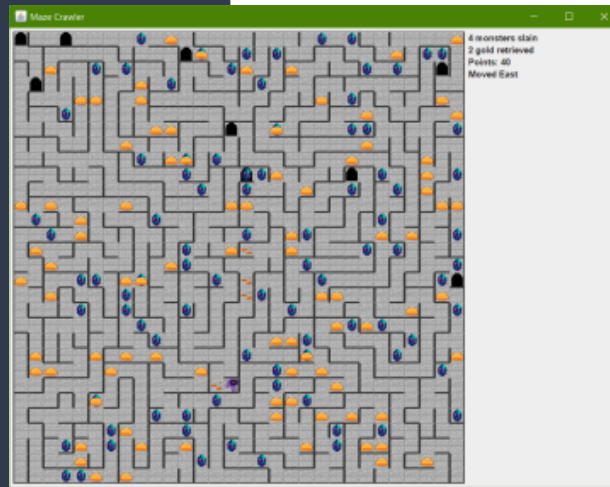 Maze Crawler
4 monsters slain
2 gold retrieved
Points: 40
Moved East